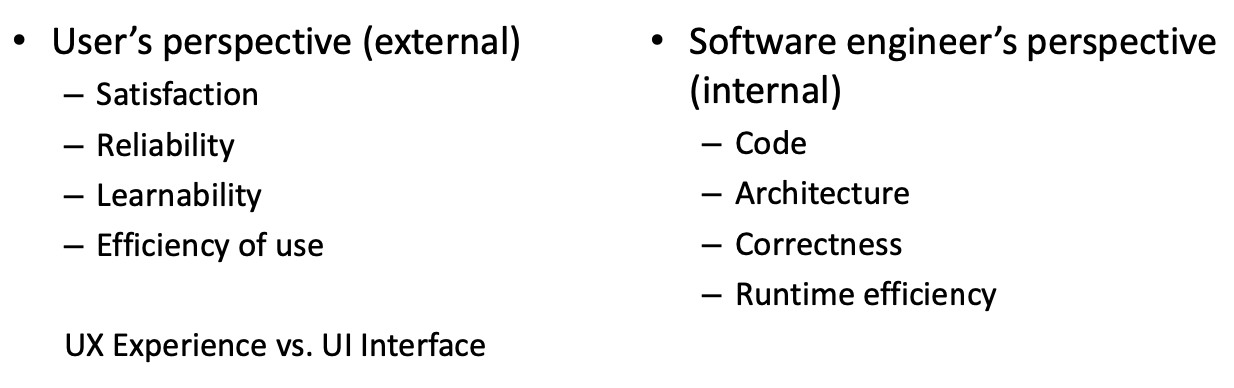 • User’s perspective (external)
– Satisfaction
– Reliability
– Learnability
– Efficiency of use
UX Experience vs. UI Interface
• Software engineer’s perspective
(internal)
– Code
– Architecture
– Correctness
– Runtime efficiency